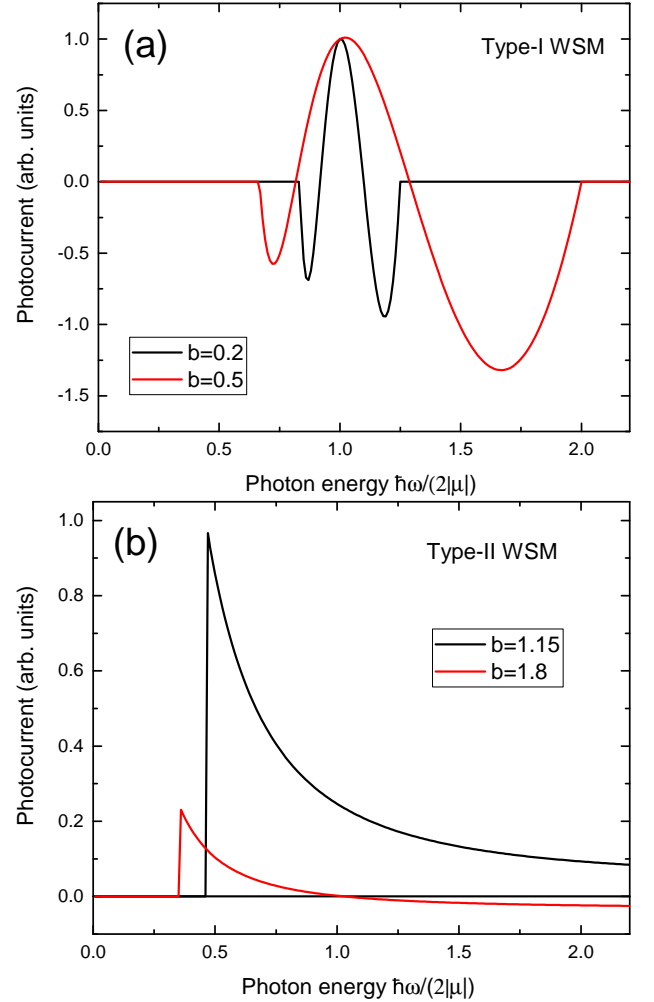 (a)
Type-I WSM
Photocurrent (arb. units)
1.0
0.5
0.0
-0.5
-1.0
-1.5
b=0.2
b=0.5
0.0 0.5 1.0 1.5 2.0
Photon energy ħω/(2|μ|)
(b)
Type-II WSM
Photocurrent (arb. units)
1.0
0.8
0.6
0.4
0.2
0.0
b=1.15
b=1.8
0.0 0.5 1.0 1.5 2.0
Photon energy ħω/(2|μ|)